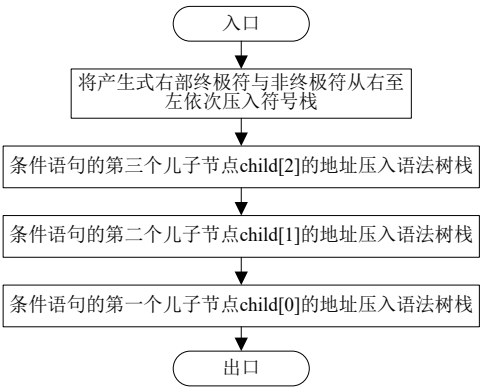 入口
将产生式右部终极符与非终极符从右至
左依次压入符号栈
条件语句的第三个儿子节点child[2]的地址压入语法树栈
条件语句的第二个儿子节点child[1]的地址压入语法树栈
条件语句的第一个儿子节点child[0]的地址压入语法树栈
出口